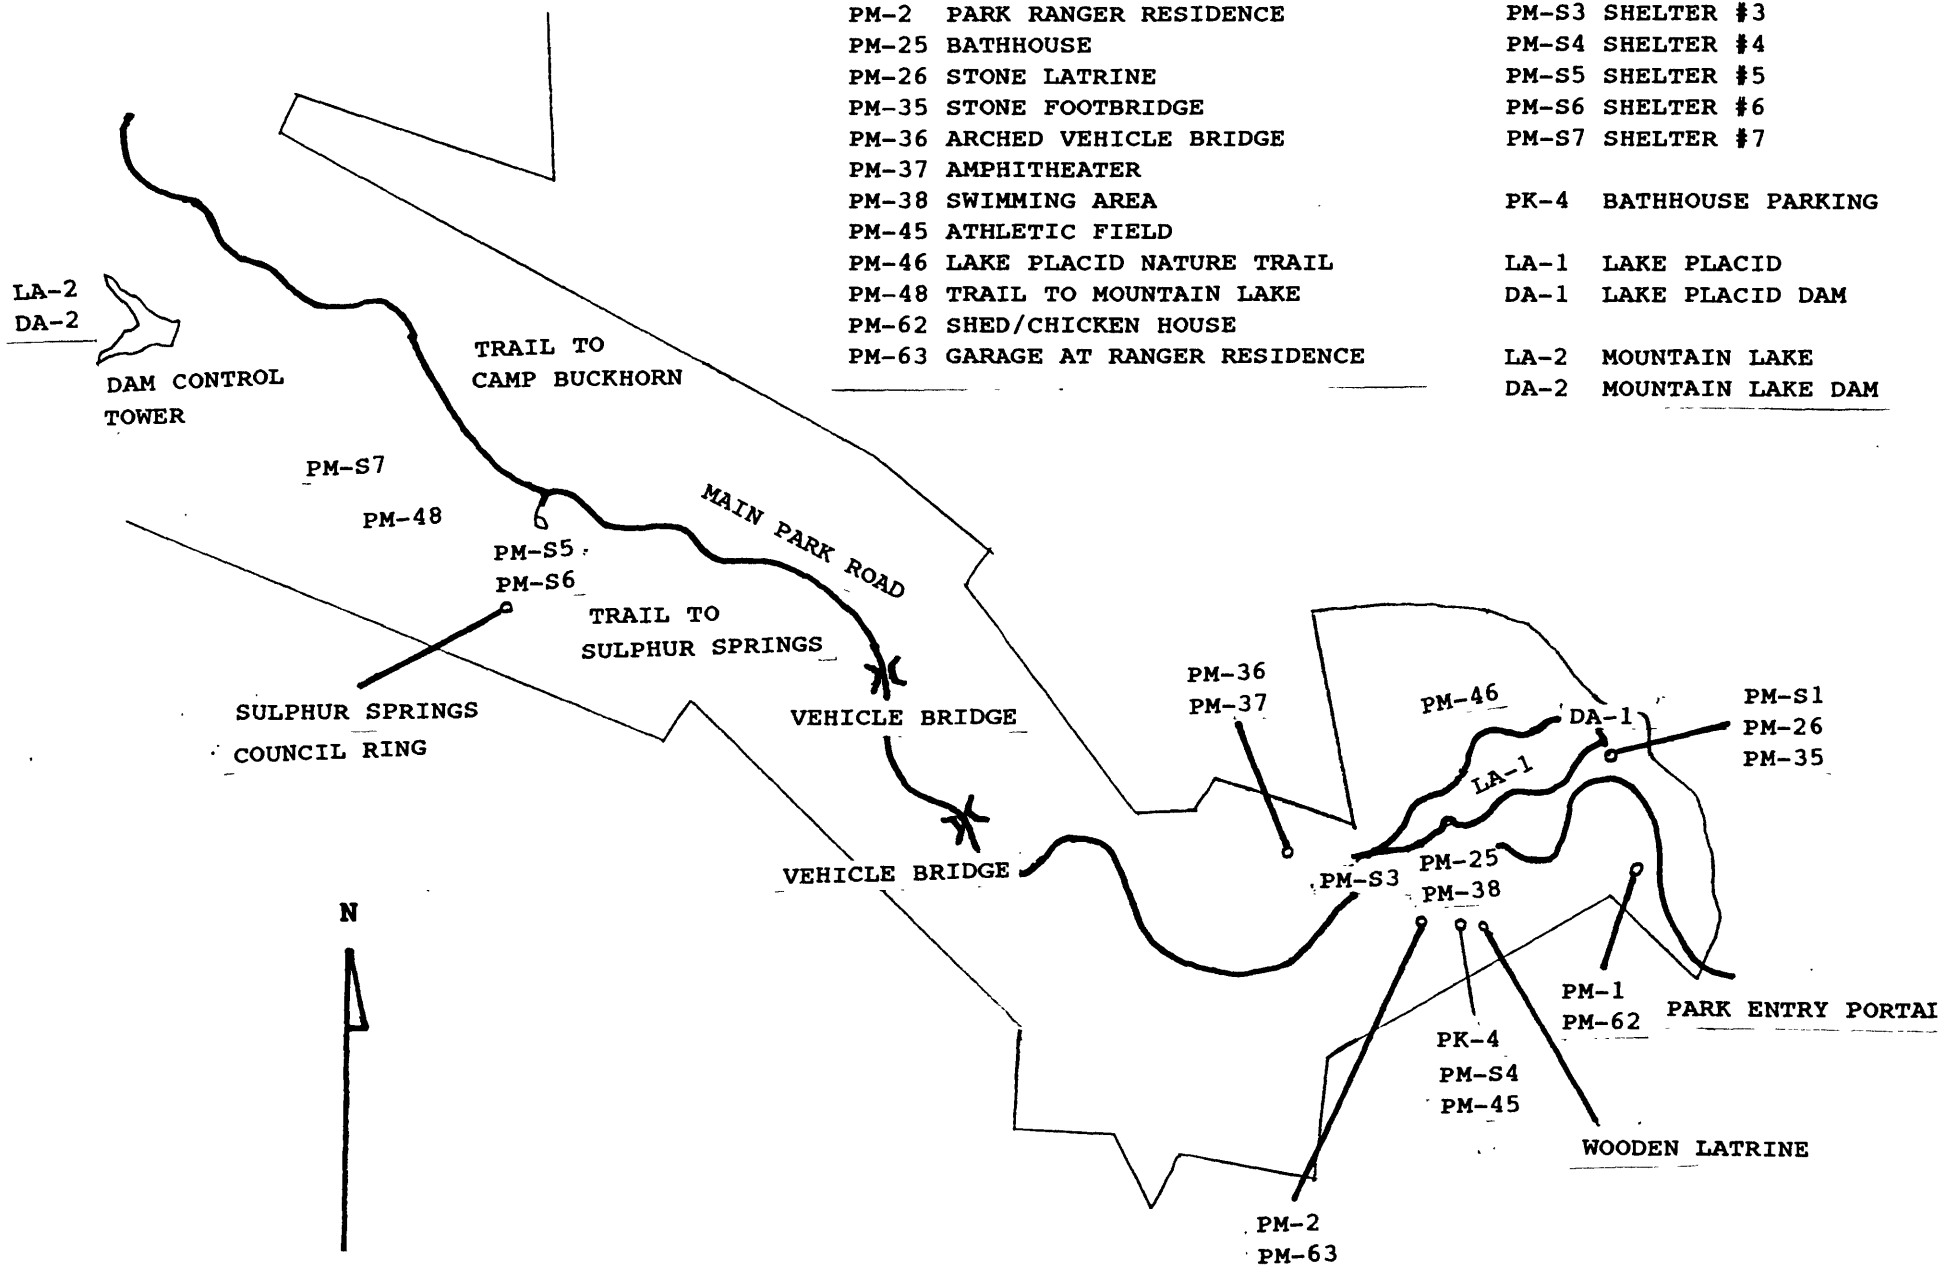 PM-2 PARK RANGER RESIDENCE
PM-25 BATHHOUSE
PM-26 STONE LATRINE
PM-35 STONE FOOTBRIDGE
PM-36 ARCHED VEHICLE BRIDGE
PM-37 AMPHITHEATER
PM-38 SWIMMING AREA
PM-45 ATHLETIC FIELD
PM-46 LAKE PLACID NATURE TRAIL
PM-48 TRAIL TO MOUNTAIN LAKE
PM-62 SHED/CHICKEN HOUSE
PM-63 GARAGE AT RANGER RESIDENCE
PM-S3 SHELTER #3
PM-S4 SHELTER #4
PM-S5 SHELTER #5
PM-S6 SHELTER #6
PM-S7 SHELTER #7
PK-4 BATHHOUSE PARKING
LA-1 LAKE PLACID
DA-1 LAKE PLACID DAM
LA-2 MOUNTAIN LAKE
DA-2 MOUNTAIN LAKE DAM
LA-2
DA-2
DAM CONTROL
TOWER
TRAIL TO
CAMP BUCKHORN
PM-S7
PM-48
PM-S5
PM-S6
MAIN PARK ROAD
TRAIL TO
SULPHUR SPRINGS
SULPHUR SPRINGS
COUNCIL RING
VEHICLE BRIDGE
VEHICLE BRIDGE
PM-36
PM-37
PM-46
DA-1
LA-1
PM-S1
PM-26
PM-35
PM-S3
PM-25
PM-38
N
PM-1
PM-62
PARK ENTRY PORTAI
PK-4
PM-S4
PM-45
WOODEN LATRINE
PM-2
PM-63